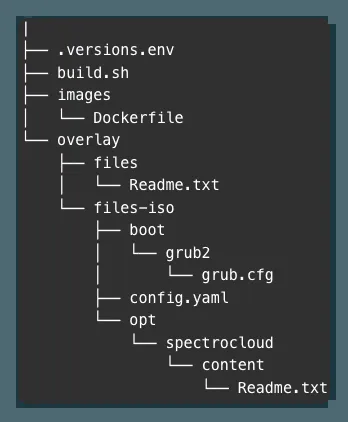 │
├── .versions.env
├── build.sh
├── images
│   └── Dockerfile
└── overlay
    ├── files
    │   └── Readme.txt
    └── files-iso
        ├── boot
        │   └── grub2
        │       └── grub.cfg
        ├── config.yaml
        └── opt
            └── spectrocloud
                └── content
                    └── Readme.txt